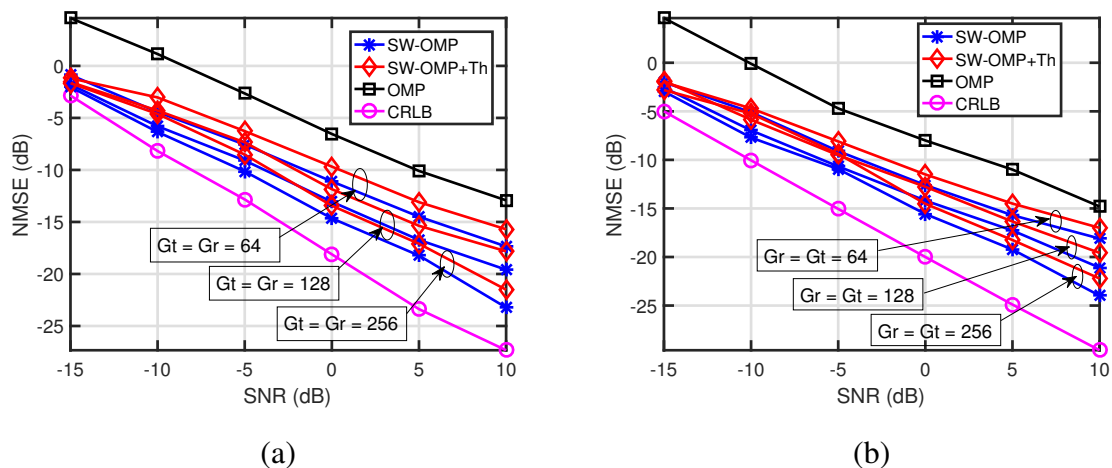 SW-OMP
SW-OMP+Th
OMP
CRLB
0
-5
-10
-15
-20
-25
NMSE (dB)
Gt = Gr = 64
Gt = Gr = 128
Gt = Gr = 256
-15
-10
-5
0
5
10
SNR (dB)
(a)
SW-OMP
SW-OMP+Th
OMP
CRLB
0
-5
-10
-15
-20
-25
NMSE (dB)
Gr = Gt = 64
Gr = Gt = 128
Gr = Gt = 256
-15
-10
-5
0
5
10
SNR (dB)
(b)